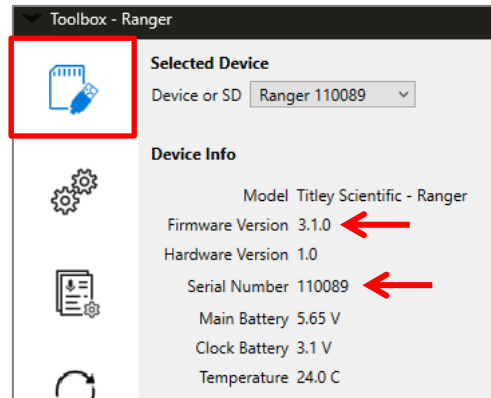 Toolbox - Ranger
Selected Device
Device or SD Ranger 110089
Device Info
Model Titley Scientific - Ranger
Firmware Version 3.1.0
Hardware Version 1.0
Serial Number 110089
Main Battery 5.65 V
Clock Battery 3.1 V
Temperature 24.0 C